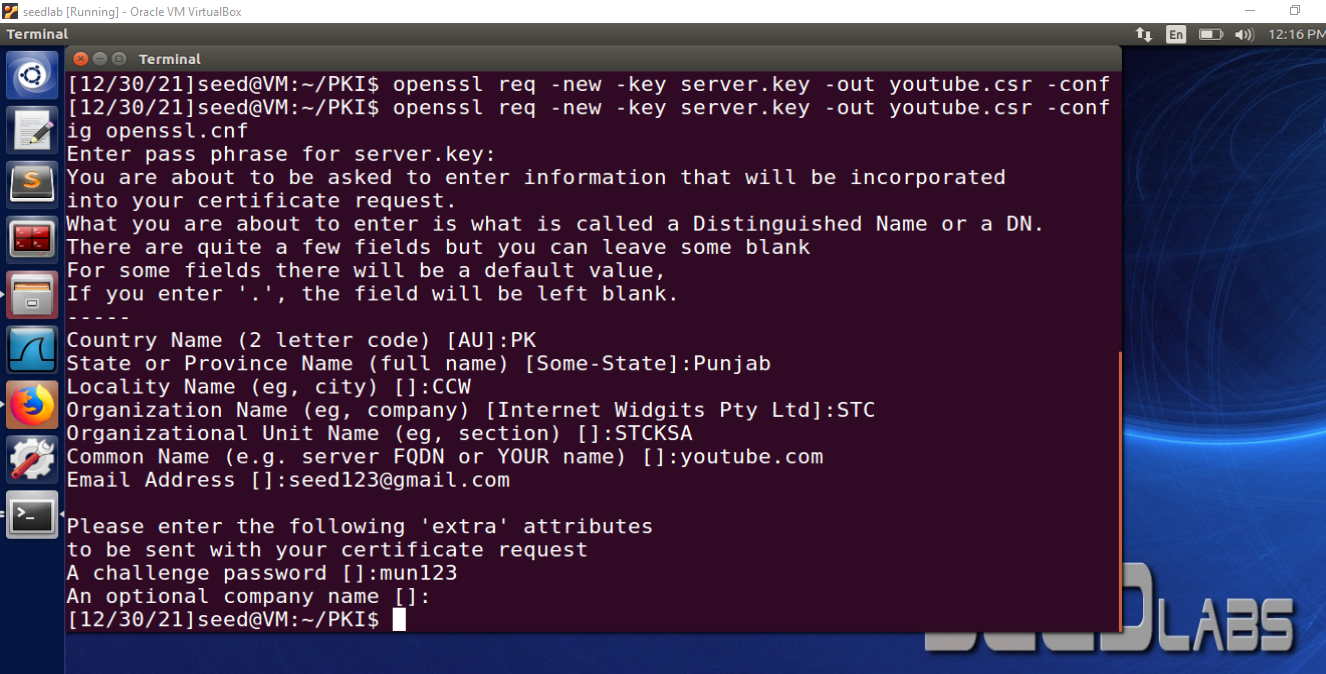 seedlab [Running] - Oracle VM VirtualBox
Terminal
En
12:16 PM
Terminal
[12/30/21]seed@VM:~/PKI$ openssl req -new -key server.key -out youtube.csr -conf
[12/30/21]seed@VM:~/PKI$ openssl req -new -key server.key -out youtube.csr -conf
ig openssl.cnf
Enter pass phrase for server.key:
You are about to be asked to enter information that will be incorporated
into your certificate request.
What you are about to enter is what is called a Distinguished Name or a DN.
There are quite a few fields but you can leave some blank
For some fields there will be a default value,
If you enter '.', the field will be left blank.
-----
Country Name (2 letter code) [AU]:PK
State or Province Name (full name) [Some-State]:Punjab
Locality Name (eg, city) []:CCW
Organization Name (eg, company) [Internet Widgits Pty Ltd]:STC
Organizational Unit Name (eg, section) []:STCKSA
Common Name (e.g. server FQDN or YOUR name) []:youtube.com
Email Address []:seed123@gmail.com
Please enter the following 'extra' attributes
to be sent with your certificate request
A challenge password []:mun123
An optional company name []:
[12/30/21]seed@VM:~/PKI$
SEEDLABS